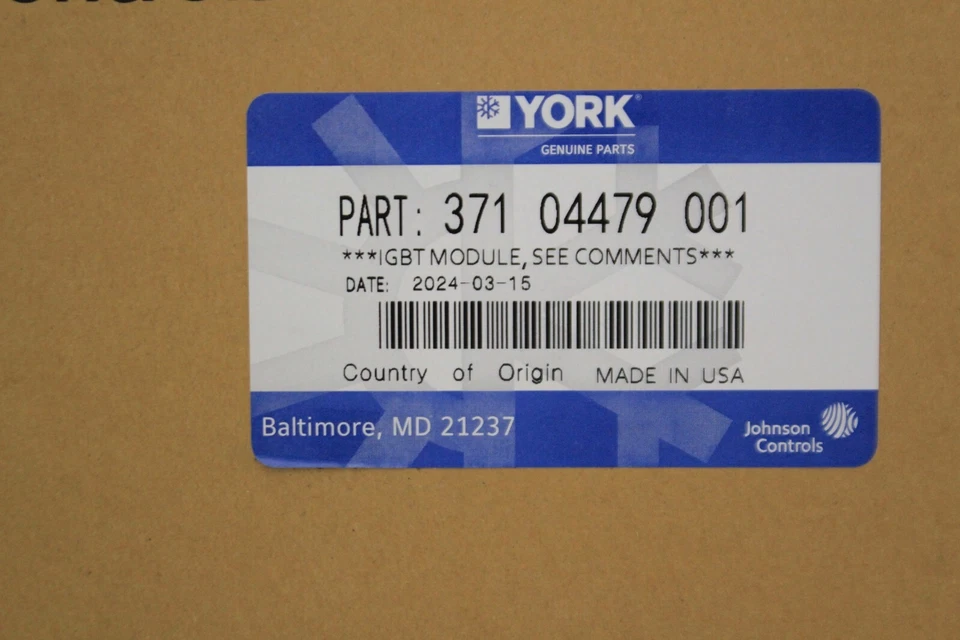 YORK®
GENUINE PARTS
PART: 371 04479 001
***IGBT MODULE, SEE COMMENTS***
DATE: 2024-03-15
Country of Origin MADE IN USA
Baltimore, MD 21237
Johnson
Controls